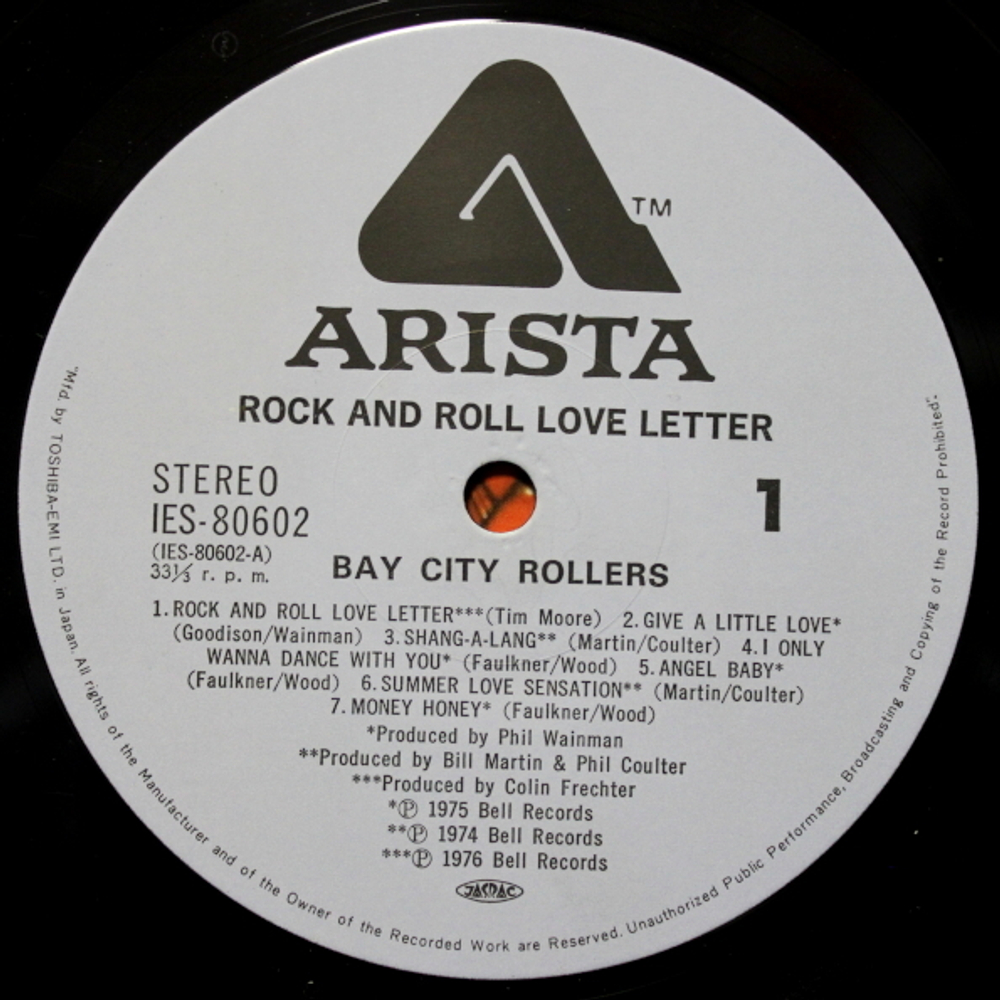 TM
ARISTA
ROCK AND ROLL LOVE LETTER
STEREO
IES-80602
(IES-80602-A)
33⅓ r. p. m.
1
BAY CITY ROLLERS
1. ROCK AND ROLL LOVE LETTER***(Tim Moore) 2. GIVE A LITTLE LOVE*
(Goodison/Wainman) 3. SHANG-A-LANG** (Martin/Coulter) 4. I ONLY
WANNA DANCE WITH YOU* (Faulkner/Wood) 5. ANGEL BABY*
(Faulkner/Wood) 6. SUMMER LOVE SENSATION** (Martin/Coulter)
7. MONEY HONEY* (Faulkner/Wood)
*Produced by Phil Wainman
**Produced by Bill Martin & Phil Coulter
***Produced by Colin Frechter
*Ⓟ 1975 Bell Records
**Ⓟ 1974 Bell Records
***Ⓟ 1976 Bell Records
JASRAC
"Mfd. by TOSHIBA-EMI LTD. in Japan. All rights of the Manufacturer and of the Owner of the Recorded Work are Reserved. Unauthorized Public Performance, Broadcasting and Copying of the Record Prohibited".